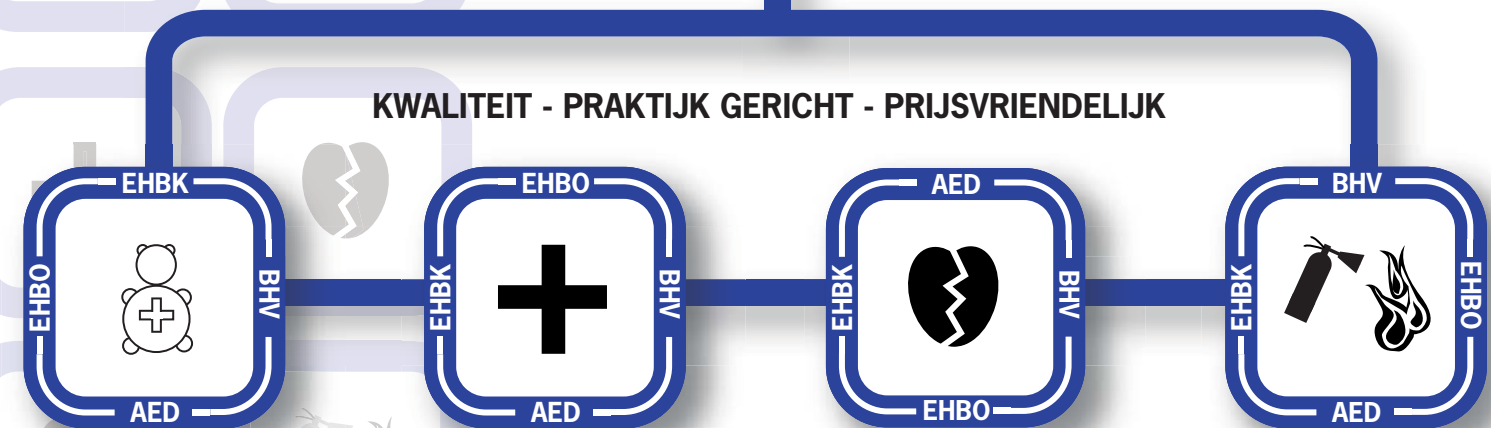 KWALITEIT - PRAKTIJK GERICHT - PRIJSVRIENDELIJK
EHBK
EHBO
BHV
AED
EHBO
EHBK
BHV
AED
AED
EHBK
BHV
EHBO
BHV
EHBK
EHBO
AED